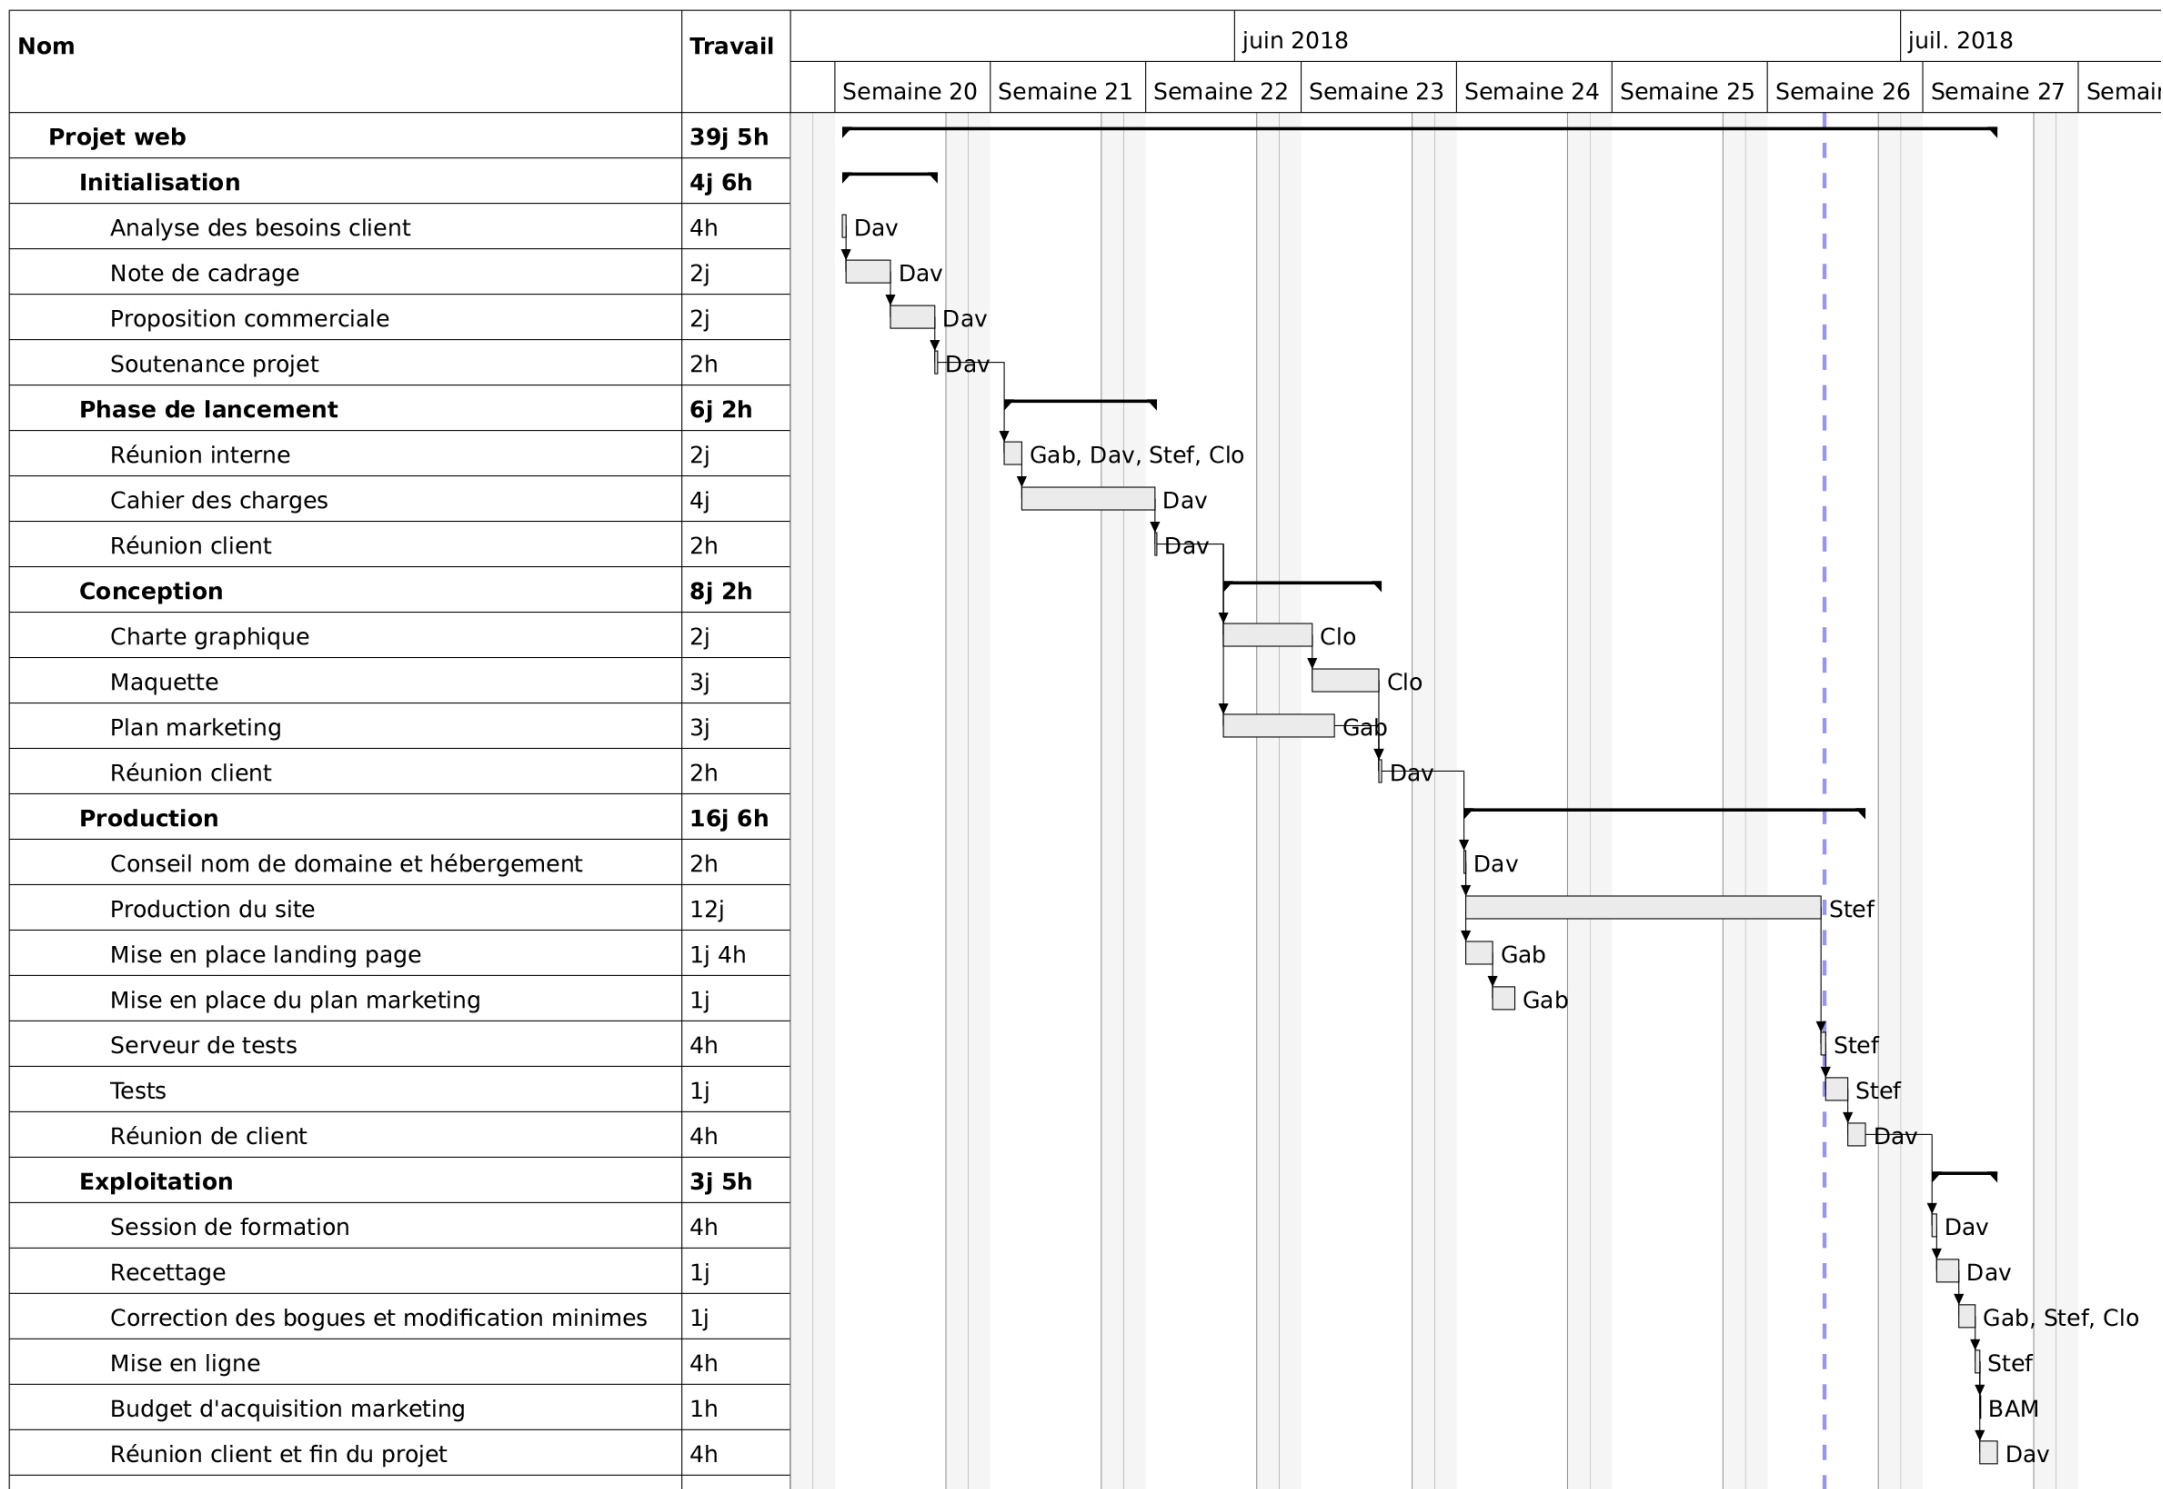 Nom Travail juin 2018 juil. 2018
Semaine 20 Semaine 21 Semaine 22 Semaine 23 Semaine 24 Semaine 25 Semaine 26 Semaine 27 Semai
Projet web 39j 5h
Initialisation 4j 6h
Analyse des besoins client 4h Dav
Note de cadrage 2j Dav
Proposition commerciale 2j Dav
Soutenance projet 2h Dav
Phase de lancement 6j 2h
Réunion interne 2j Gab, Dav, Stef, Clo
Cahier des charges 4j Dav
Réunion client 2h Dav
Conception 8j 2h
Charte graphique 2j Clo
Maquette 3j Clo
Plan marketing 3j Gab
Réunion client 2h Dav
Production 16j 6h
Conseil nom de domaine et hébergement 2h Dav
Production du site 12j Stef
Mise en place landing page 1j 4h Gab
Mise en place du plan marketing 1j Gab
Serveur de tests 4h Stef
Tests 1j Stef
Réunion de client 4h Dav
Exploitation 3j 5h
Session de formation 4h Dav
Recettage 1j Dav
Correction des bogues et modification minimes 1j Gab, Stef, Clo
Mise en ligne 4h Stef
Budget d'acquisition marketing 1h BAM
Réunion client et fin du projet 4h Dav